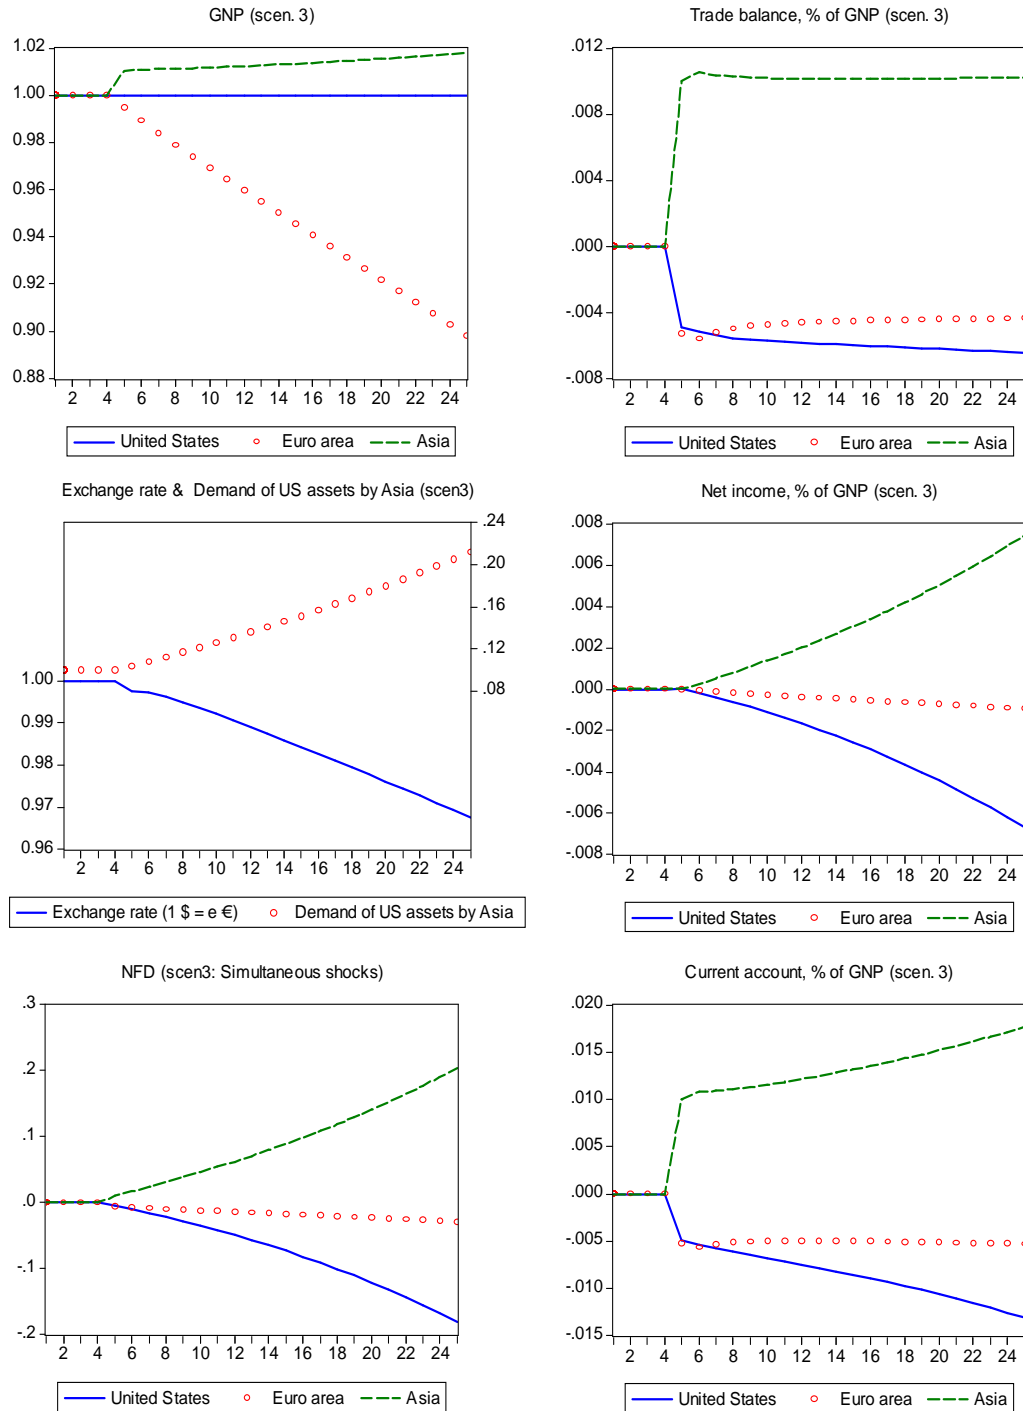 GNP (scen. 3)
1.02
1.00
0.98
0.96
0.94
0.92
0.90
0.88
2 4 6 8 10 12 14 16 18 20 22 24
United States Euro area Asia
Trade balance, % of GNP (scen. 3)
.012
.008
.004
.000
-.004
-.008
2 4 6 8 10 12 14 16 18 20 22 24
United States Euro area Asia
Exchange rate & Demand of US assets by Asia (scen3)
.24
.20
.16
.12
.08
1.00
0.99
0.98
0.97
0.96
2 4 6 8 10 12 14 16 18 20 22 24
Exchange rate (1 $ = e €) Demand of US assets by Asia
Net income, % of GNP (scen. 3)
.008
.006
.004
.002
.000
-.002
-.004
-.006
-.008
2 4 6 8 10 12 14 16 18 20 22 24
United States Euro area Asia
NFD (scen3: Simultaneous shocks)
.3
.2
.1
.0
-.1
-.2
2 4 6 8 10 12 14 16 18 20 22 24
United States Euro area Asia
Current account, % of GNP (scen. 3)
.020
.015
.010
.005
.000
-.005
-.010
-.015
2 4 6 8 10 12 14 16 18 20 22 24
United States Euro area Asia